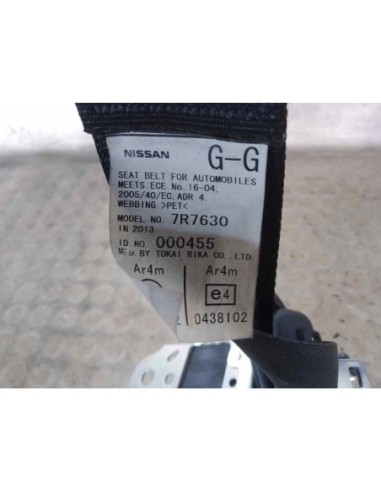 NISSAN G-G
SEAT BELT FOR AUTOMOBILES
MEETS ECE No. 16-04,
2005/40/EC, ADR 4
WEBBING >PET<
MODEL NO. 7R7630
IN 2013
ID NO. 000455
MFD. BY TOKAI RIKA CO., LTD.
Ar4m Ar4m
e4
0438102